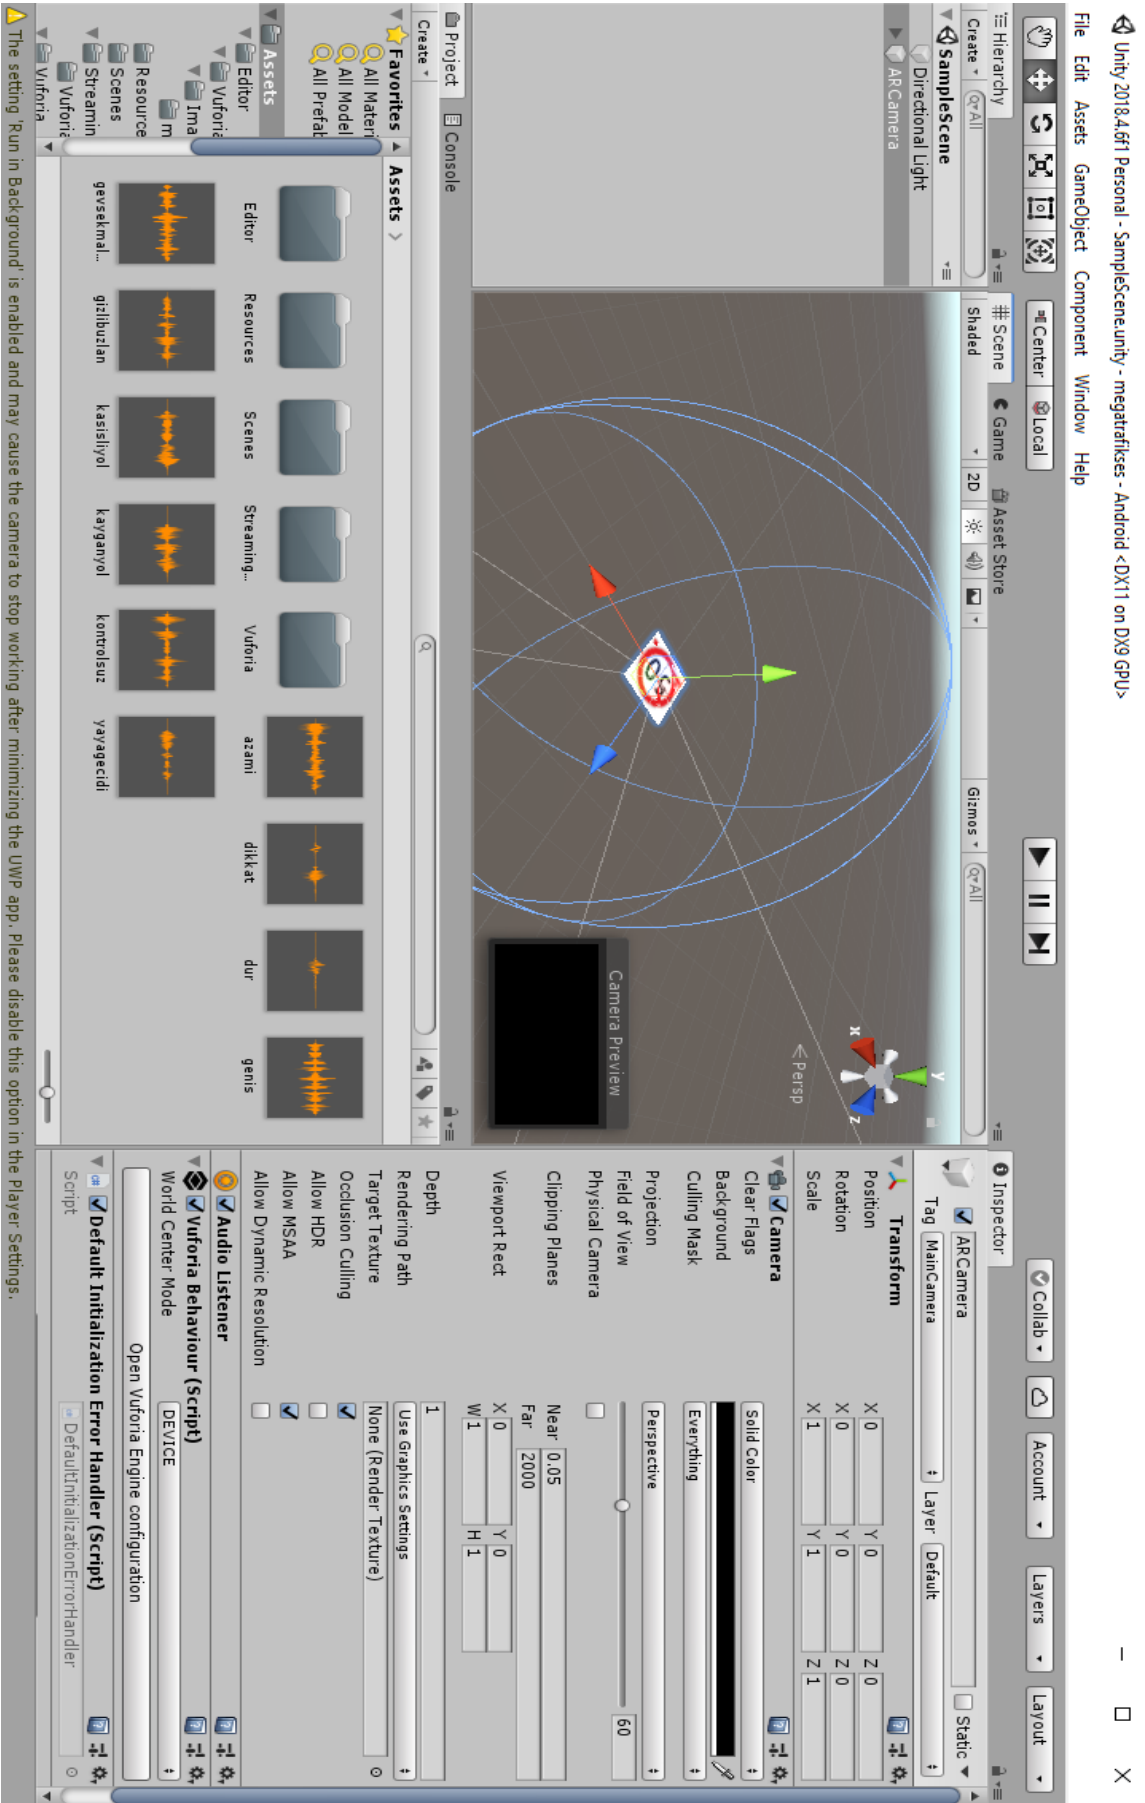 Unity 2018.4.6f1 Personal - SampleScene.unity - megatrafikses - Android <DX11 on DX9 GPU>
File Edit Assets GameObject Component Window Help
Center Local Collab Account Layers Layout
Hierarchy
Create All
SampleScene
Directional Light
ARCamera
Scene Game Asset Store
Shaded 2D Gizmos All
y
x
z
Persp
Camera Preview
Inspector
ARCamera Static
Tag MainCamera Layer Default
Transform
Position X 0 Y 0 Z 0
Rotation X 0 Y 0 Z 0
Scale X 1 Y 1 Z 1
Camera
Clear Flags Solid Color
Background
Culling Mask Everything
Projection Perspective
Field of View 60
Physical Camera
Clipping Planes Near 0.05
Far 2000
Viewport Rect X 0 Y 0
W 1 H 1
Depth 1
Rendering Path Use Graphics Settings
Target Texture None (Render Texture)
Occlusion Culling
Allow HDR
Allow MSAA
Allow Dynamic Resolution
Audio Listener
Vuforia Behaviour (Script)
World Center Mode DEVICE
Open Vuforia Engine configuration
Default Initialization Error Handler (Script)
Script DefaultInitializationErrorHandler
Project Console
Create
Favorites
All Materi
All Model
All Prefab
Assets
Editor
Vuforia
Ima
m
Resource
Scenes
Streamin
Vuforia
Vuforia
Assets
Editor Resources Scenes Streaming... Vuforia azami dikkat dur genis
gevsekmal... gizlibuzlan kasisliyol kayganyol kontrolsuz yayagecidi
The setting 'Run in Background' is enabled and may cause the camera to stop working after minimizing the UWP app. Please disable this option in the Player Settings.